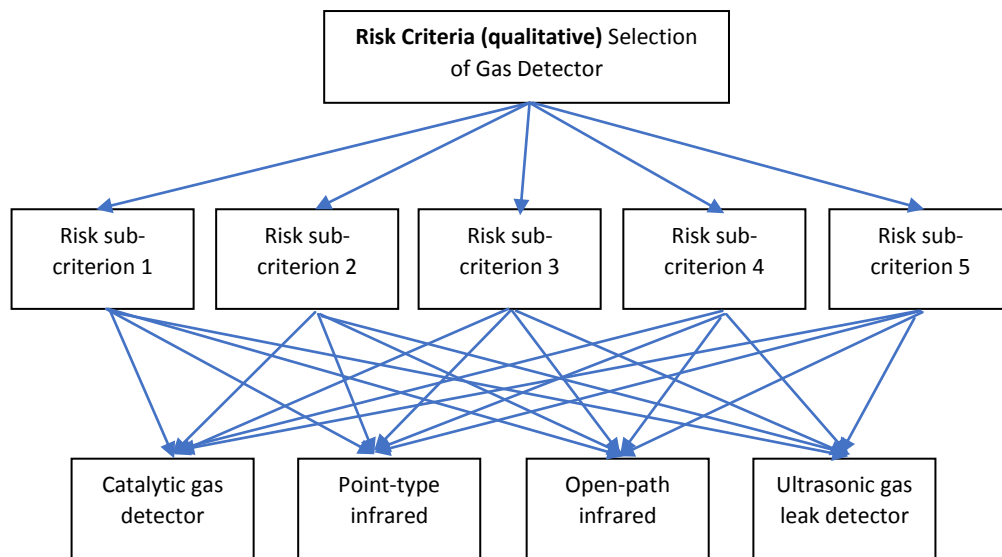 Risk Criteria (qualitative) Selection
of Gas Detector
Risk sub-
criterion 1
Risk sub-
criterion 2
Risk sub-
criterion 3
Risk sub-
criterion 4
Risk sub-
criterion 5
Catalytic gas
detector
Point-type
infrared
Open-path
infrared
Ultrasonic gas
leak detector